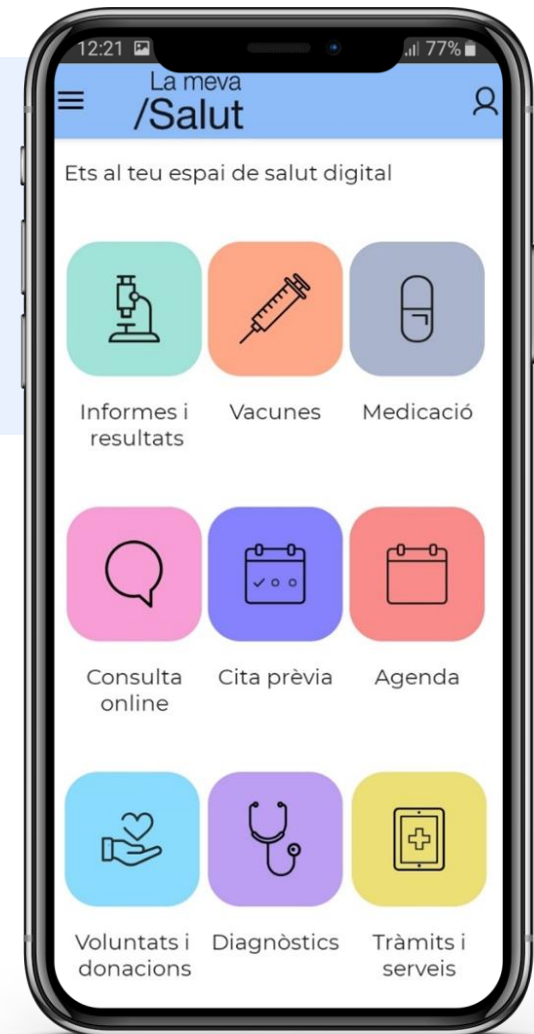 12:21 77%
La meva
/Salut
Ets al teu espai de salut digital
Informes i
resultats
Vacunes
Medicació
Consulta
online
Cita prèvia
Agenda
Voluntats i
donacions
Diagnòstics
Tràmits i
serveis